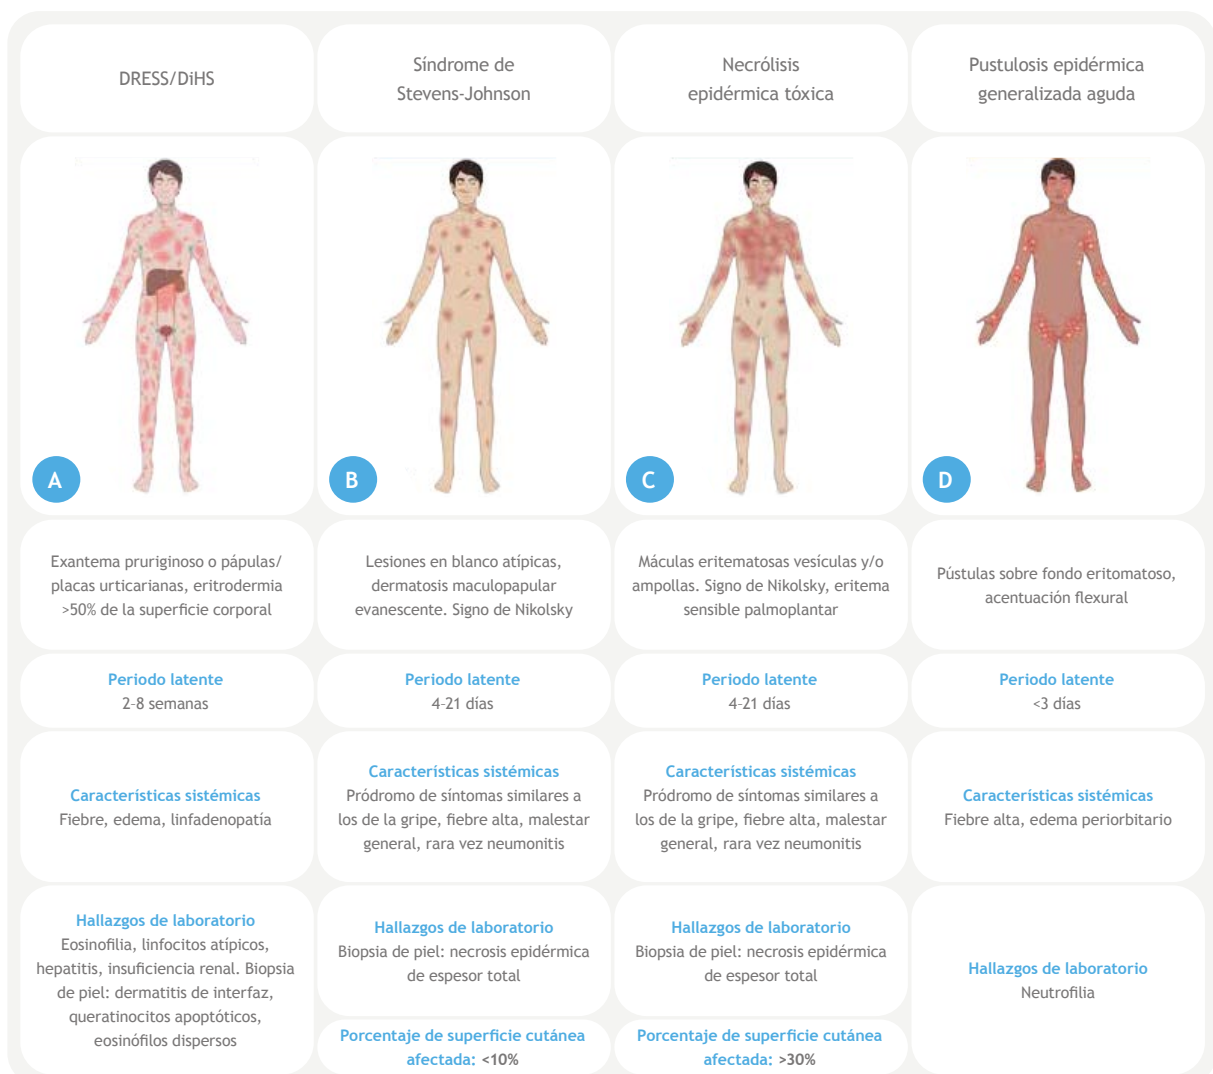 DRESS/DiHS
Síndrome de
Stevens-Johnson
Necrólisis
epidérmica tóxica
Pustulosis epidérmica
generalizada aguda
A
B
C
D
Exantema pruriginoso o pápulas/
placas urticarianas, eritrodermia
>50% de la superficie corporal
Lesiones en blanco atípicas,
dermatosis maculopapular
evanescente. Signo de Nikolsky
Máculas eritematosas vesículas y/o
ampollas. Signo de Nikolsky, eritema
sensible palmoplantar
Pústulas sobre fondo eritomatoso,
acentuación flexural
Periodo latente
2-8 semanas
Periodo latente
4-21 días
Periodo latente
4-21 días
Periodo latente
<3 días
Características sistémicas
Fiebre, edema, linfadenopatía
Características sistémicas
Pródromo de síntomas similares a
los de la gripe, fiebre alta, malestar
general, rara vez neumonitis
Características sistémicas
Pródromo de síntomas similares a
los de la gripe, fiebre alta, malestar
general, rara vez neumonitis
Características sistémicas
Fiebre alta, edema periorbitario
Hallazgos de laboratorio
Eosinofilia, linfocitos atípicos,
hepatitis, insuficiencia renal. Biopsia
de piel: dermatitis de interfaz,
queratinocitos apoptóticos,
eosinófilos dispersos
Hallazgos de laboratorio
Biopsia de piel: necrosis epidérmica
de espesor total
Porcentaje de superficie cutánea
afectada: <10%
Hallazgos de laboratorio
Biopsia de piel: necrosis epidérmica
de espesor total
Porcentaje de superficie cutánea
afectada: >30%
Hallazgos de laboratorio
Neutrofilia